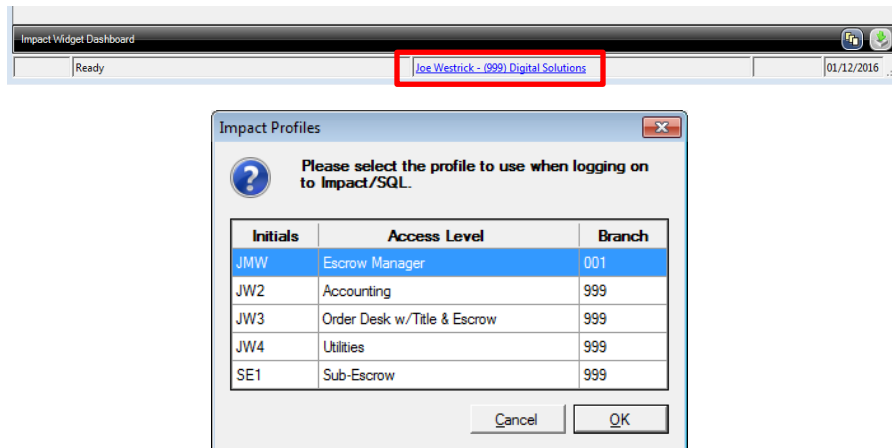 Impact Widget Dashboard
Ready Joe Westrick - (999) Digital Solutions 01/12/2016
Impact Profiles
Please select the profile to use when logging on
to Impact/SQL.
Initials Access Level Branch
JMW Escrow Manager 001
JW2 Accounting 999
JW3 Order Desk w/Title & Escrow 999
JW4 Utilities 999
SE1 Sub-Escrow 999
Cancel OK